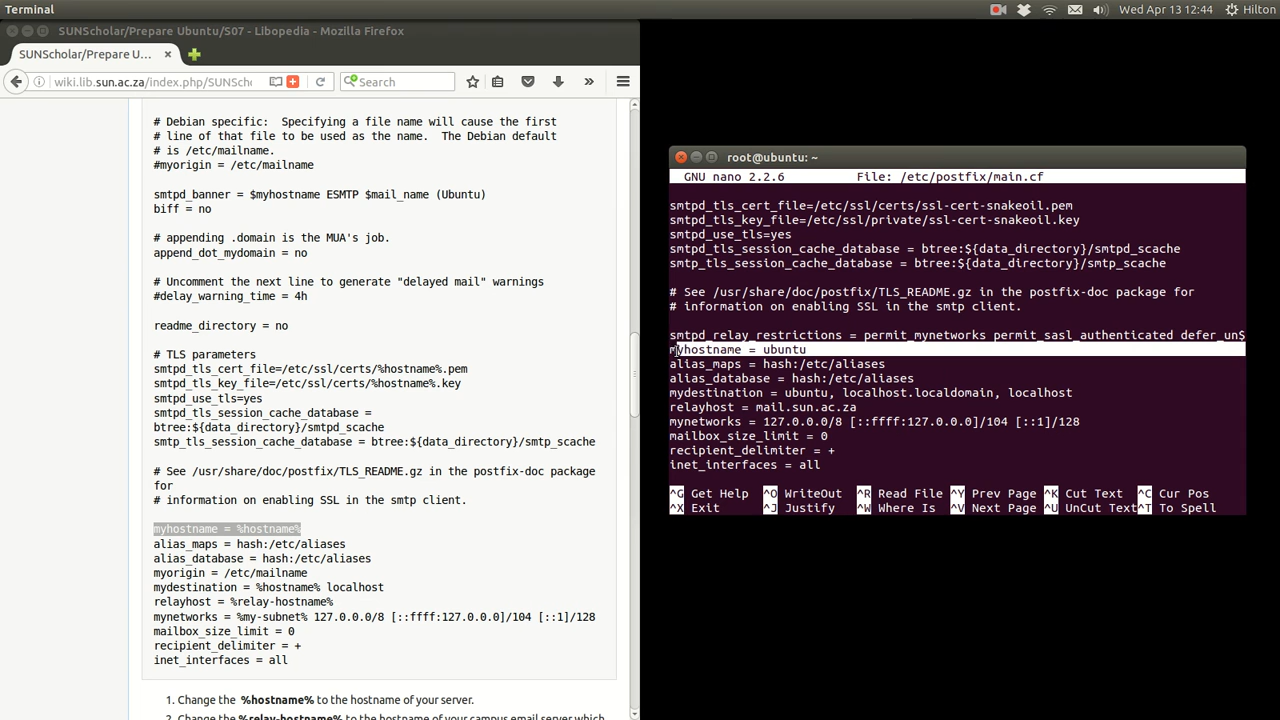 Terminal
Wed Apr 13 12:44
Hilton
SUNScholar/Prepare Ubuntu/S07 - Libopedia - Mozilla Firefox
SUNScholar/Prepare U...
wiki.lib.sun.ac.za/index.php/SUNScho
Search
# Debian specific:  Specifying a file name will cause the first
# line of that file to be used as the name.  The Debian default
# is /etc/mailname.
#myorigin = /etc/mailname
smtpd_banner = $myhostname ESMTP $mail_name (Ubuntu)
biff = no
# appending .domain is the MUA's job.
append_dot_mydomain = no
# Uncomment the next line to generate "delayed mail" warnings
#delay_warning_time = 4h
readme_directory = no
# TLS parameters
smtpd_tls_cert_file=/etc/ssl/certs/%hostname%.pem
smtpd_tls_key_file=/etc/ssl/certs/%hostname%.key
smtpd_use_tls=yes
smtpd_tls_session_cache_database =
btree:${data_directory}/smtpd_scache
smtp_tls_session_cache_database = btree:${data_directory}/smtp_scache
# See /usr/share/doc/postfix/TLS_README.gz in the postfix-doc package
for
# information on enabling SSL in the smtp client.
myhostname = %hostname%
alias_maps = hash:/etc/aliases
alias_database = hash:/etc/aliases
myorigin = /etc/mailname
mydestination = %hostname% localhost
relayhost = %relay-hostname%
mynetworks = %my-subnet% 127.0.0.0/8 [::ffff:127.0.0.0]/104 [::1]/128
mailbox_size_limit = 0
recipient_delimiter = +
inet_interfaces = all
1. Change the %hostname% to the hostname of your server.
2. Change the %relay-hostname% to the hostname of your campus email server which
root@ubuntu: ~
GNU nano 2.2.6 File: /etc/postfix/main.cf
smtpd_tls_cert_file=/etc/ssl/certs/ssl-cert-snakeoil.pem
smtpd_tls_key_file=/etc/ssl/private/ssl-cert-snakeoil.key
smtpd_use_tls=yes
smtpd_tls_session_cache_database = btree:${data_directory}/smtpd_scache
smtp_tls_session_cache_database = btree:${data_directory}/smtp_scache
# See /usr/share/doc/postfix/TLS_README.gz in the postfix-doc package for
# information on enabling SSL in the smtp client.
smtpd_relay_restrictions = permit_mynetworks permit_sasl_authenticated defer_un$
myhostname = ubuntu
alias_maps = hash:/etc/aliases
alias_database = hash:/etc/aliases
mydestination = ubuntu, localhost.localdomain, localhost
relayhost = mail.sun.ac.za
mynetworks = 127.0.0.0/8 [::ffff:127.0.0.0]/104 [::1]/128
mailbox_size_limit = 0
recipient_delimiter = +
inet_interfaces = all
^G Get Help ^O WriteOut ^R Read File ^Y Prev Page ^K Cut Text ^C Cur Pos
^X Exit ^J Justify ^W Where Is ^V Next Page ^U UnCut Text ^T To Spell